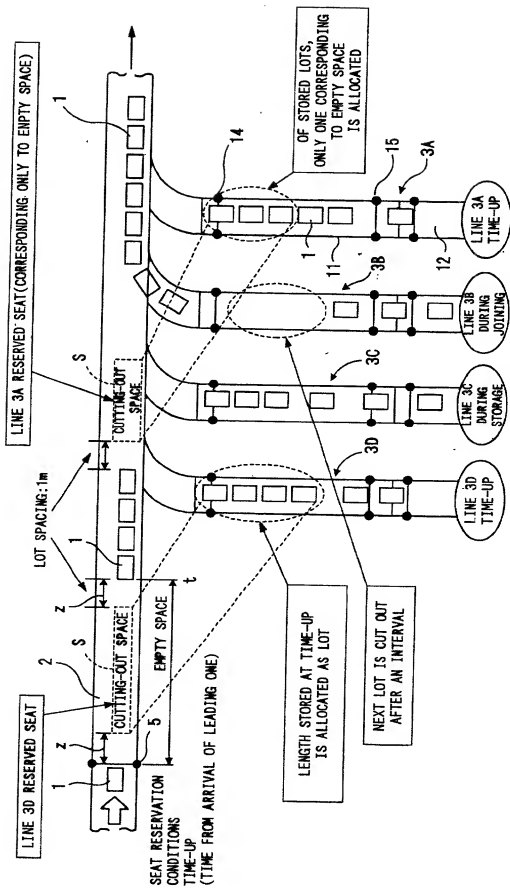 LINE 3A RESERVED SEAT(CORRESPONDING ONLY TO ENPTY SPACE)
LINE 3D RESERVED SEAT
LOT SPACING:1m
S
S
2
z
z
1
1
1
CUTTING-OUT SPACE
CUTTING-OUT
SPACE
EMPTY SPACE
t
5
SEAT RESERVATION
CONDITIONS
TIME-UP
(TIME FROM ARRIVAL OF LEADING ONE)
OF STORED LOTS,
ONLY ONE CORRESPONDING
TO EMPTY SPACE
IS ALLOCATED
14
15
3A
1
11
12
3B
3C
3D
LENGTH STORED AT TIME-UP
IS ALLOCATED AS LOT
NEXT LOT IS CUT OUT
AFTER AN INTERVAL
LINE 3D
TIME-UP
LINE 3C
DURING
STORAGE
LINE 3B
DURING
JOINING
LINE 3A
TIME-UP